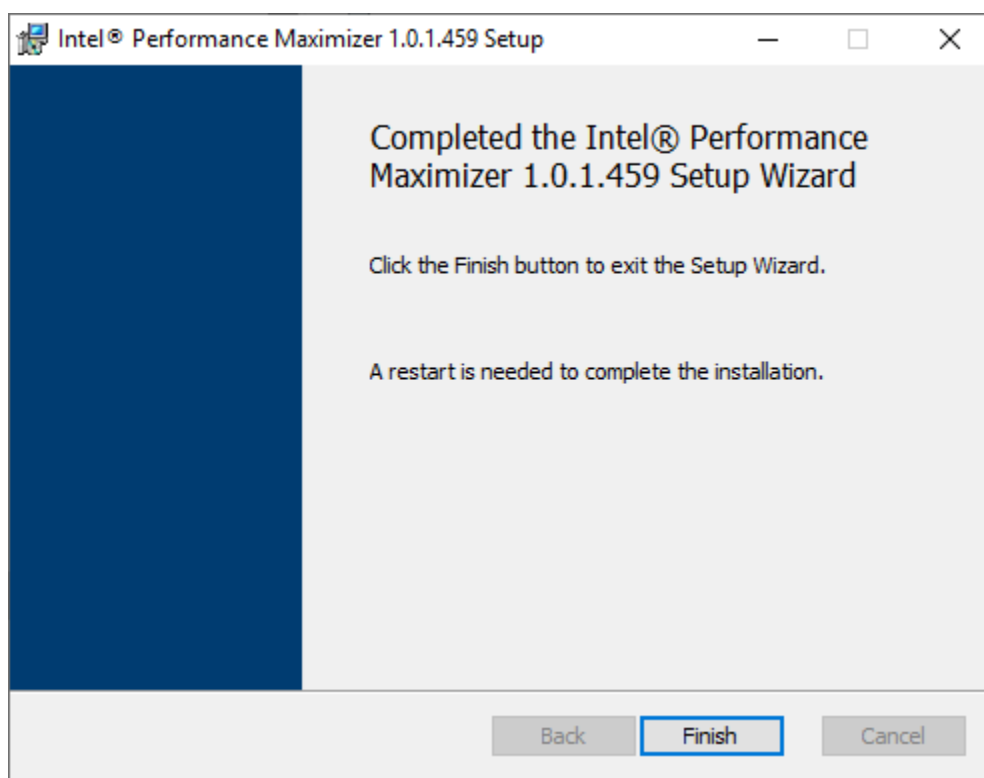 Intel® Performance Maximizer 1.0.1.459 Setup
Completed the Intel® Performance
Maximizer 1.0.1.459 Setup Wizard
Click the Finish button to exit the Setup Wizard.
A restart is needed to complete the installation.
Back Finish Cancel